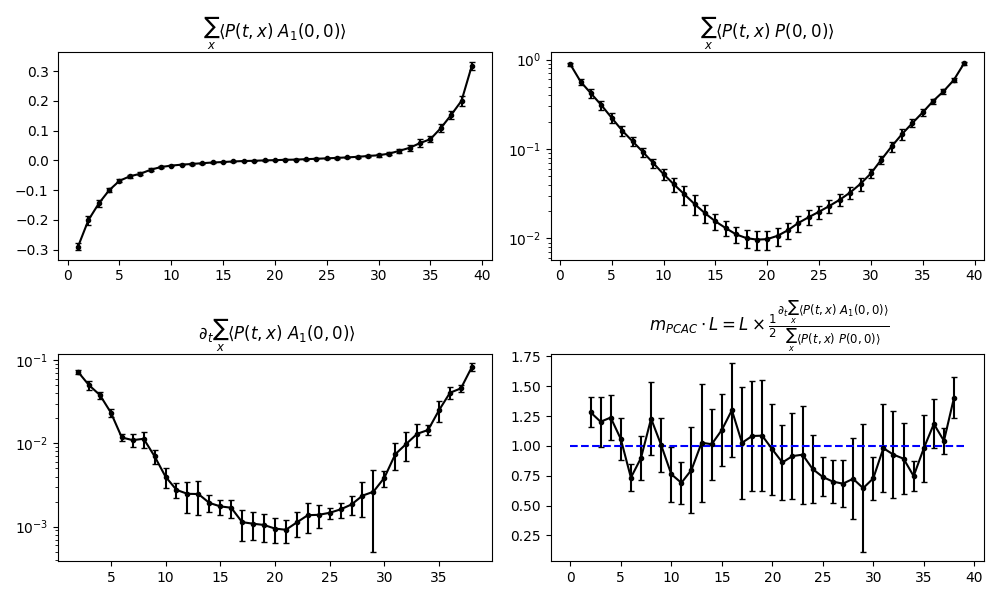 ∑ₓ⟨P(t, x) A₁(0, 0)⟩
0.3
0.2
0.1
0.0
−0.1
−0.2
−0.3
0 5 10 15 20 25 30 35 40
∑ₓ⟨P(t, x) P(0, 0)⟩
10⁰
10⁻¹
10⁻²
0 5 10 15 20 25 30 35 40
∂ₜ∑ₓ⟨P(t, x) A₁(0, 0)⟩
10⁻¹
10⁻²
10⁻³
5 10 15 20 25 30 35
m_PCAC · L = L × ½ ∂ₜ∑ₓ⟨P(t, x) A₁(0, 0)⟩ / ∑ₓ⟨P(t, x) P(0, 0)⟩
1.75
1.50
1.25
1.00
0.75
0.50
0.25
0 5 10 15 20 25 30 35 40